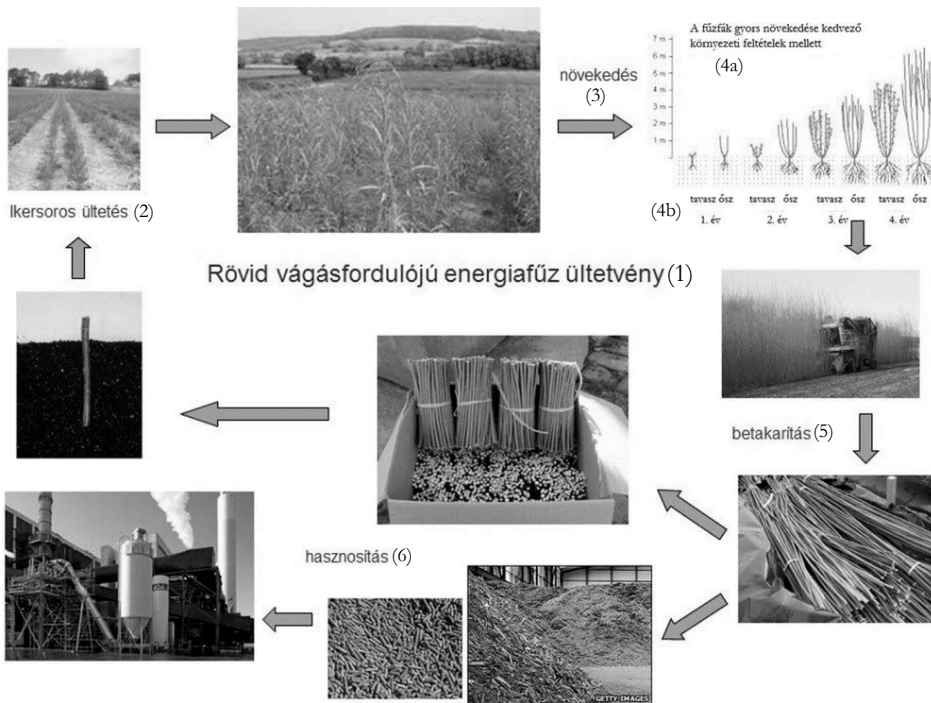 A fűzfák gyors növekedése kedvező
környezeti feltételek mellett
(4a)
7 m
6 m
5 m
4 m
3 m
2 m
1 m
növekedés
(3)
Ikersoros ültetés (2)
(4b)
tavasz ősz tavasz ősz tavasz ősz tavasz ősz
1. év 2. év 3. év 4. év
Rövid vágásfordulójú energiafűz ültetvény (1)
betakarítás (5)
hasznosítás (6)
GETTY-IMAGES